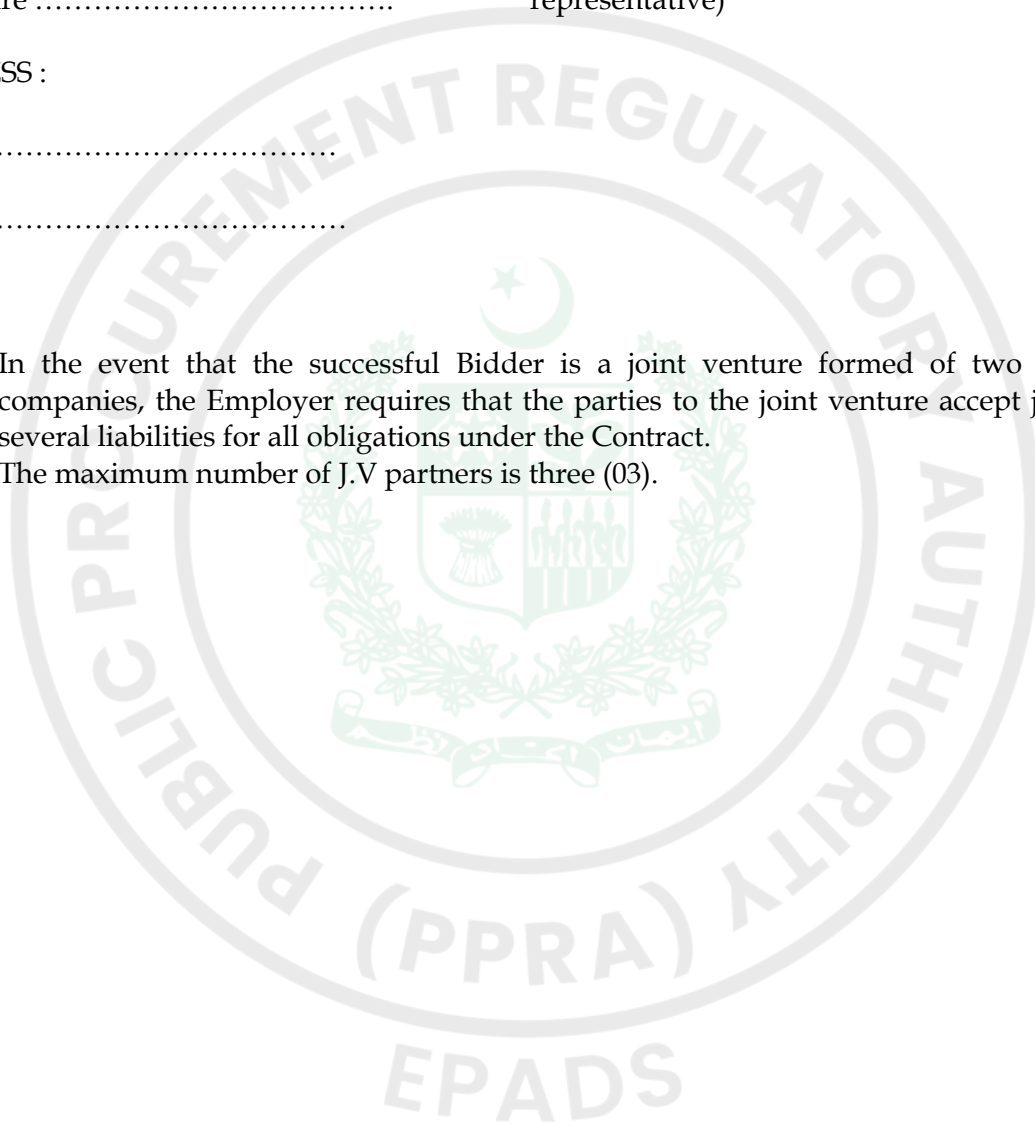 re ………………………………. representative)
ESS :
………………………………
………………………………
In the event that the successful Bidder is a joint venture formed of two
companies, the Employer requires that the parties to the joint venture accept j
several liabilities for all obligations under the Contract.
The maximum number of J.V partners is three (03).
PUBLIC PROCUREMENT REGULATORY AUTHORITY
(PPRA)
EPADS